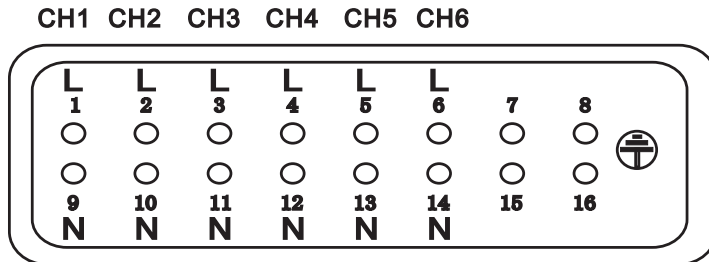 CH1 CH2 CH3 CH4 CH5 CH6
L L L L L L
1 2 3 4 5 6 7 8
9 10 11 12 13 14 15 16
N N N N N N